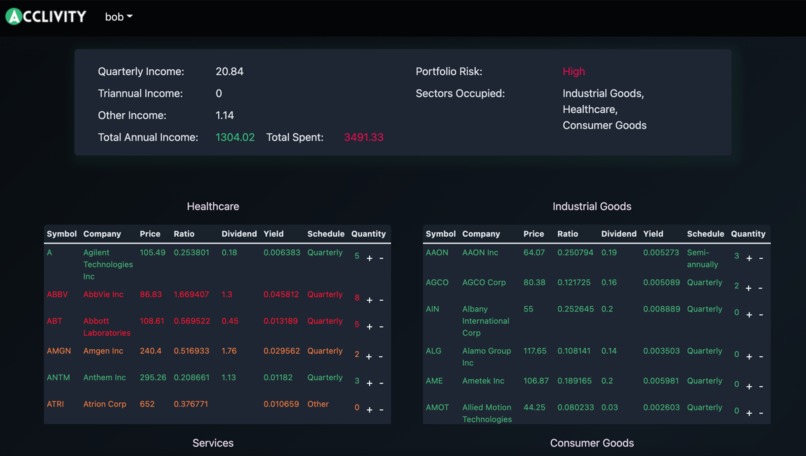 ACCLIVITY bob
Quarterly Income: 20.84 Portfolio Risk: High
Triannual Income: 0 Sectors Occupied: Industrial Goods,
Other Income: 1.14 Healthcare,
Total Annual Income: 1304.02 Total Spent: 3491.33 Consumer Goods
Healthcare
Symbol Company Price Ratio Dividend Yield Schedule Quantity
A Agilent 105.49 0.253801 0.18 0.006383 Quarterly 5 + -
Technologies
Inc
ABBV AbbVie Inc 86.83 1.669407 1.3 0.045812 Quarterly 8 + -
ABT Abbott 108.61 0.569522 0.45 0.013169 Quarterly 5 + -
Laboratories
AMGN Amgen Inc 240.4 0.516933 1.76 0.029562 Quarterly 2 + -
ANTM Anthem Inc 295.26 0.208661 1.13 0.01182 Quarterly 3 + -
ATRI Atrion Corp 652 0.376771 0.010659 Other 0 + -
Services
Industrial Goods
Symbol Company Price Ratio Dividend Yield Schedule Quantity
AAON AAON Inc 64.07 0.250794 0.19 0.005273 Semi- 3 + -
annually
AGCO AGCO Corp 80.38 0.121725 0.16 0.005089 Quarterly 2 + -
AIN Albany 55 0.252645 0.2 0.008889 Quarterly 0 + -
International
Corp
ALG Alamo Group 117.65 0.108141 0.14 0.003503 Quarterly 0 + -
Inc
AME Ametek Inc 106.87 0.189165 0.2 0.005981 Quarterly 0 + -
AMOT Allied Motion 44.25 0.080233 0.03 0.002603 Quarterly 0 + -
Technologies
Consumer Goods